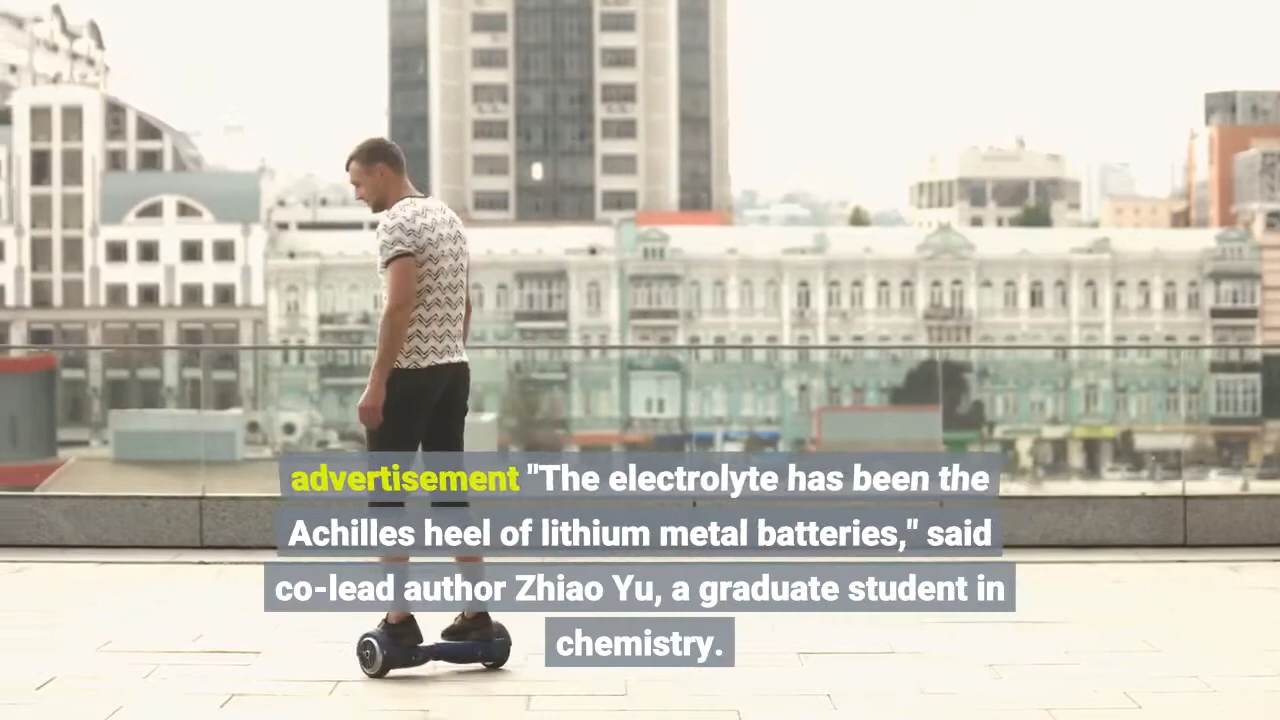 advertisement "The electrolyte has been the
Achilles heel of lithium metal batteries," said
co-lead author Zhiao Yu, a graduate student in
chemistry.